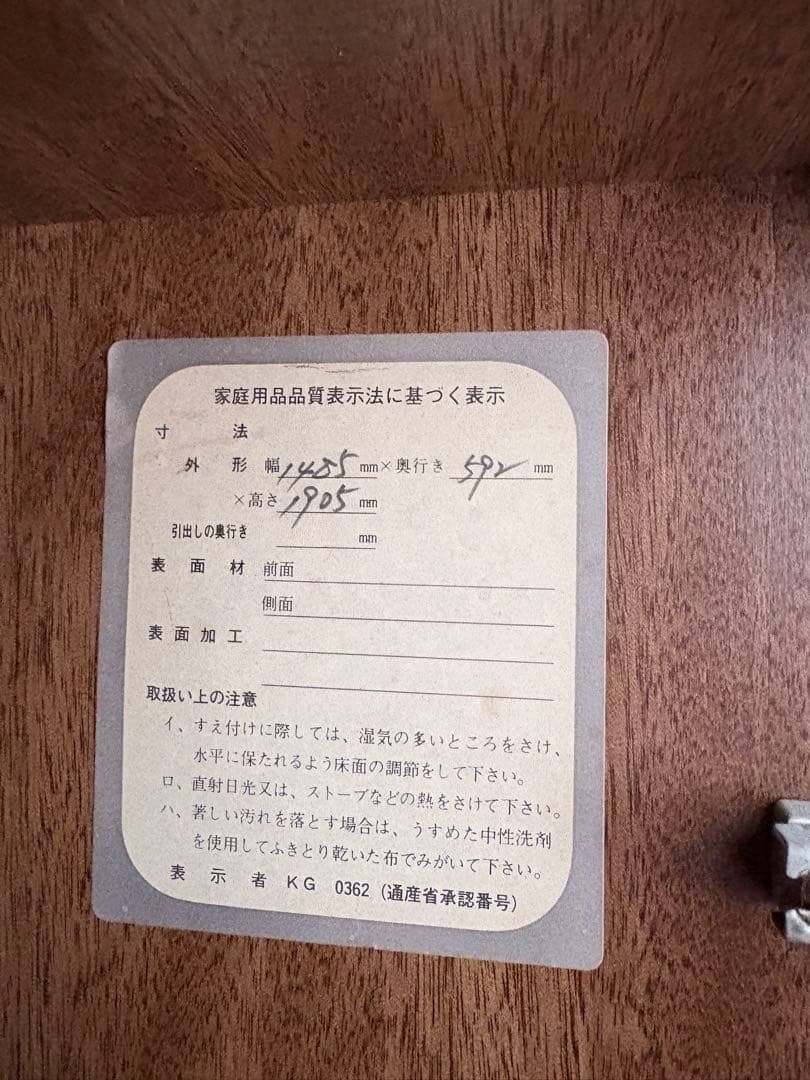 家庭用品品質表示法に基づく表示
寸法
外形 幅 1485 mm × 奥行き 592 mm
× 高さ 1905 mm
引出しの奥行き mm
表面材 前面
側面
表面加工
取扱い上の注意
イ、すえ付けに際しては、湿気の多いところをさけ、
水平に保たれるよう床面の調節をして下さい。
ロ、直射日光又は、ストーブなどの熱をさけて下さい。
ハ、著しい汚れを落とす場合は、うすめた中性洗剤
を使用してふきとり乾いた布でみがいて下さい。
表示者 KG 0362 (通産省承認番号)